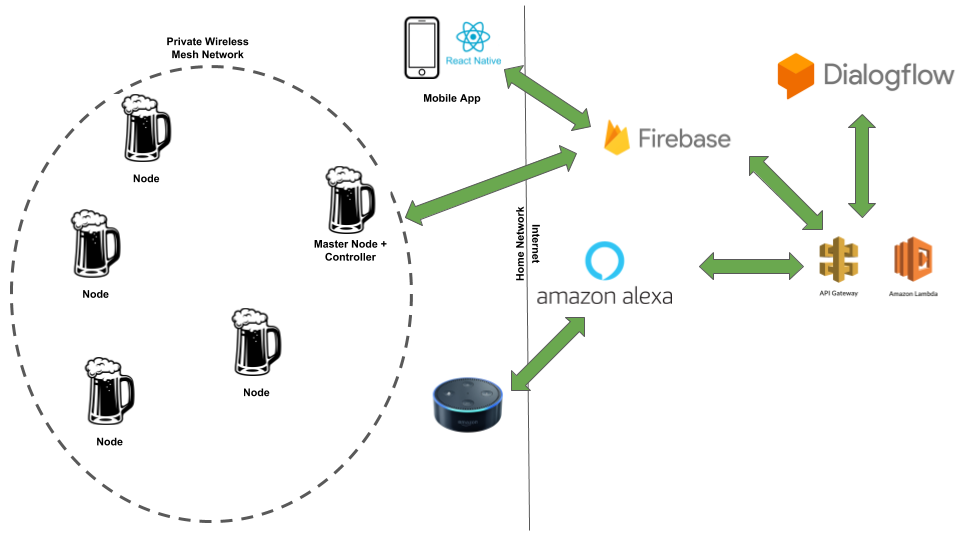 Private Wireless
Mesh Network
React Native
Mobile App
Dialogflow
Firebase
Node
Master Node +
Controller
Node
Home Network
Internet
amazon alexa
API Gateway
Amazon Lambda
Node
Node